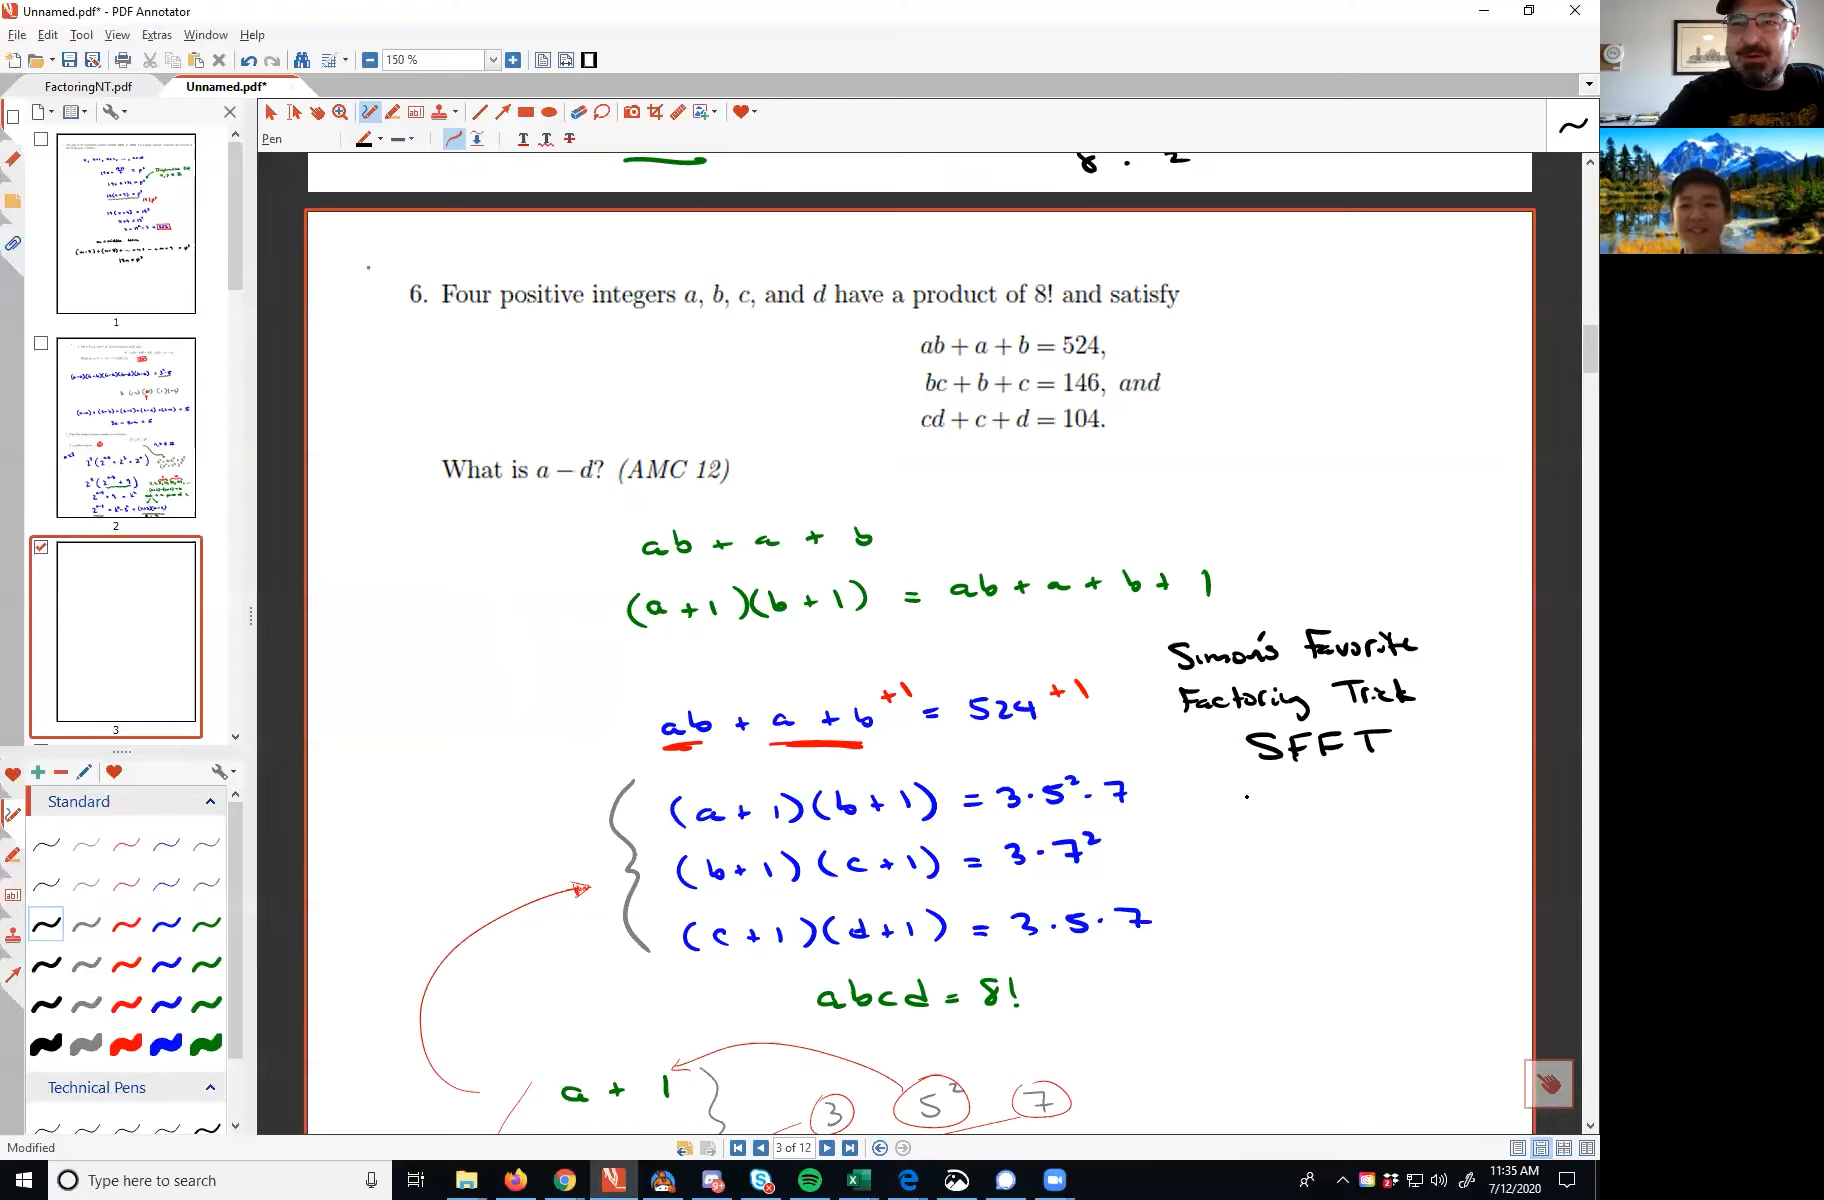 Unnamed.pdf* - PDF Annotator
File Edit Tool View Extras Window Help
150 %
FactoringNT.pdf
Unnamed.pdf*
Pen
1
2
3
6. Four positive integers a, b, c, and d have a product of 8! and satisfy
ab + a + b = 524,
bc + b + c = 146, and
cd + c + d = 104.
What is a – d? (AMC 12)
ab + a + b
(a+1)(b+1) = ab + a + b + 1
Simon's Favorite
Factoring Trick
SFFT
ab + a + b +1 = 524 +1
(a+1)(b+1) = 3·5²·7
(b+1)(c+1) = 3·7²
(c+1)(d+1) = 3·5·7
abcd = 8!
a + 1
3 5² 7
Standard
Technical Pens
Modified
3 of 12
Type here to search
11:35 AM
7/12/2020